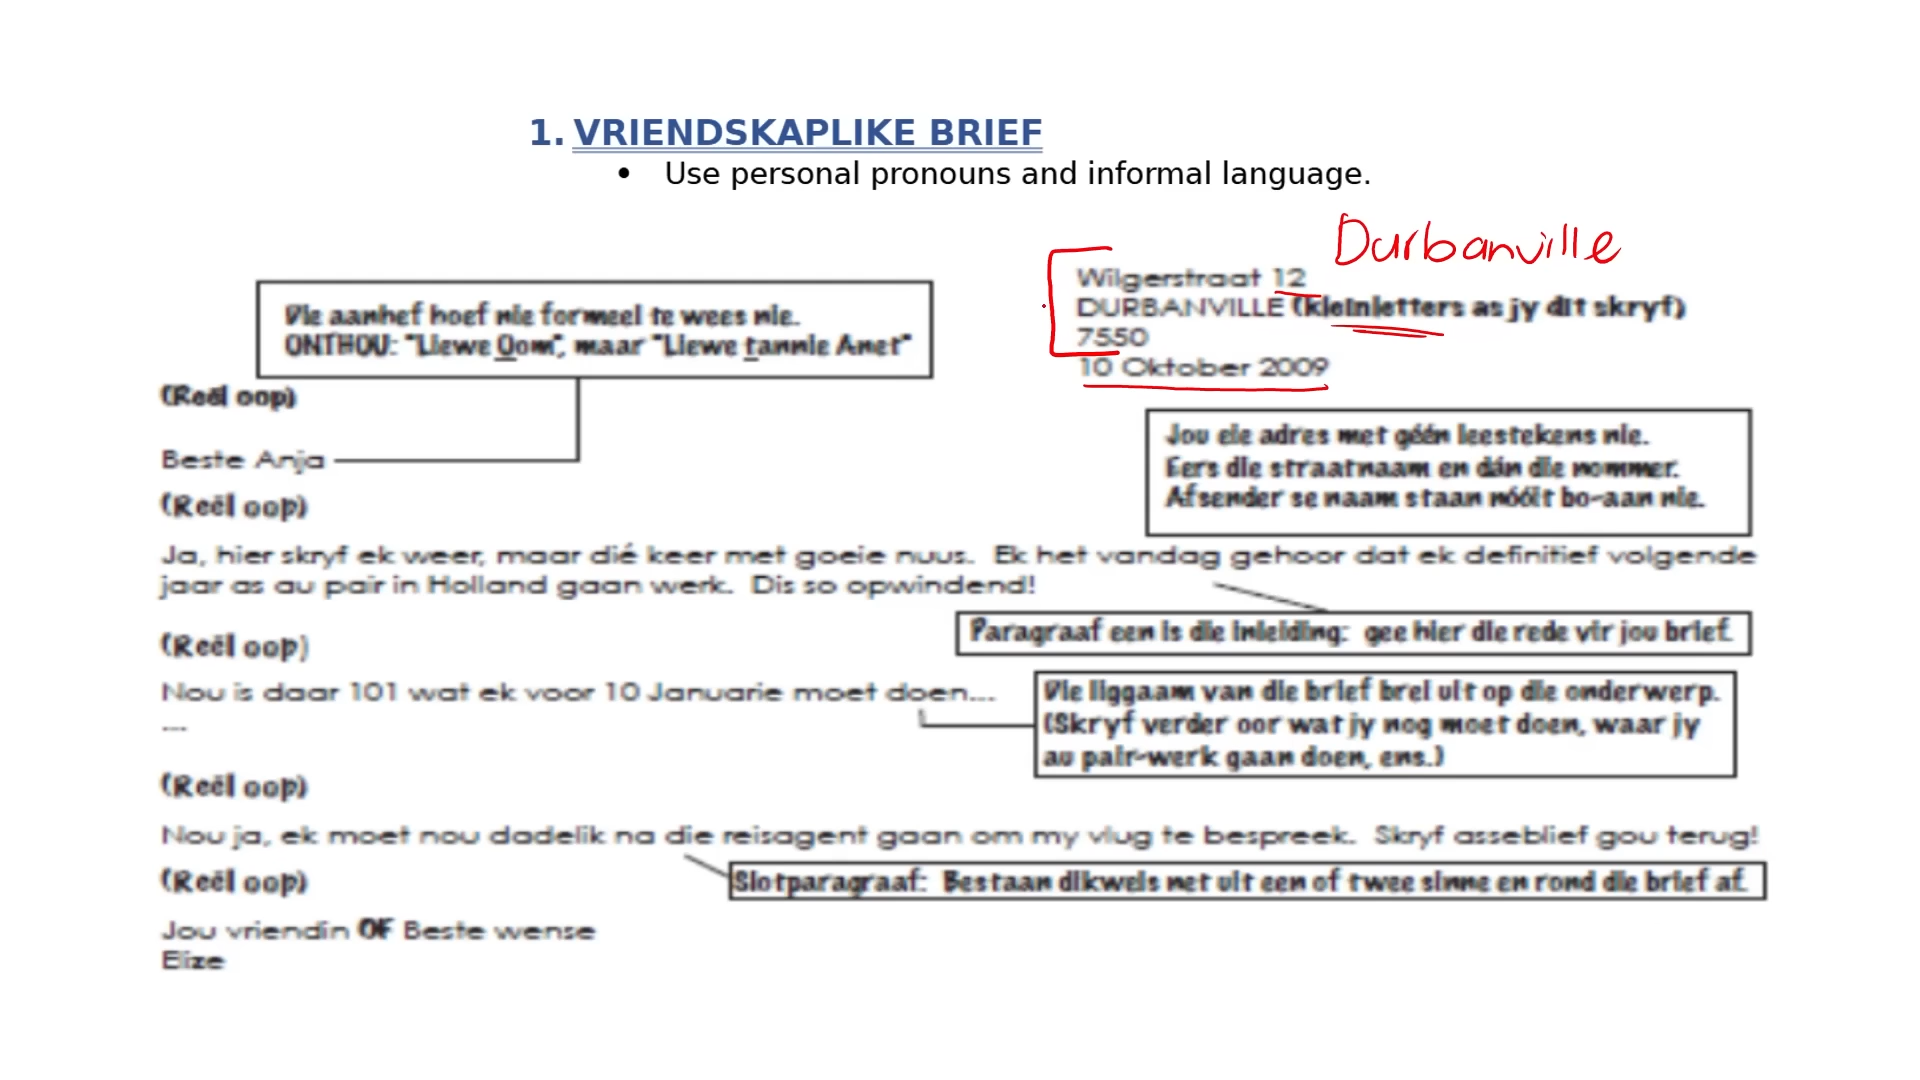 1. VRIENDSKAPLIKE BRIEF
• Use personal pronouns and informal language.
Durbanville
Wilgerstraat 12
DURBANVILLE (kleinletters as jy dit skryf)
7550
10 Oktober 2009
Die aanhef hoef nie formeel te wees nie.
ONTHOU: "Liewe Oom", maar "Liewe tannie Anet"
(Reël oop)
Jou eie adres met géén leestekens nie.
Eers die straatnaam en dán die nommer.
Afsender se naam staan nóóit bo-aan nie.
Beste Anja
(Reël oop)
Ja, hier skryf ek weer, maar dié keer met goeie nuus. Ek het vandag gehoor dat ek definitief volgende
jaar as au pair in Holland gaan werk. Dis so opwindend!
Paragraaf een is die inleiding: gee hier die rede vir jou brief.
(Reël oop)
Nou is daar 101 wat ek voor 10 Januarie moet doen...
---
Die liggaam van die brief brei uit op die onderwerp.
(Skryf verder oor wat jy nog moet doen, waar jy
au pair-werk gaan doen, ens.)
(Reël oop)
Nou ja, ek moet nou dadelik na die reisagent gaan om my vlug te bespreek. Skryf asseblief gou terug!
Slotparagraaf: Bestaan dikwels net uit een of twee sinne en rond die brief af.
(Reël oop)
Jou vriendin OF Beste wense
Elize